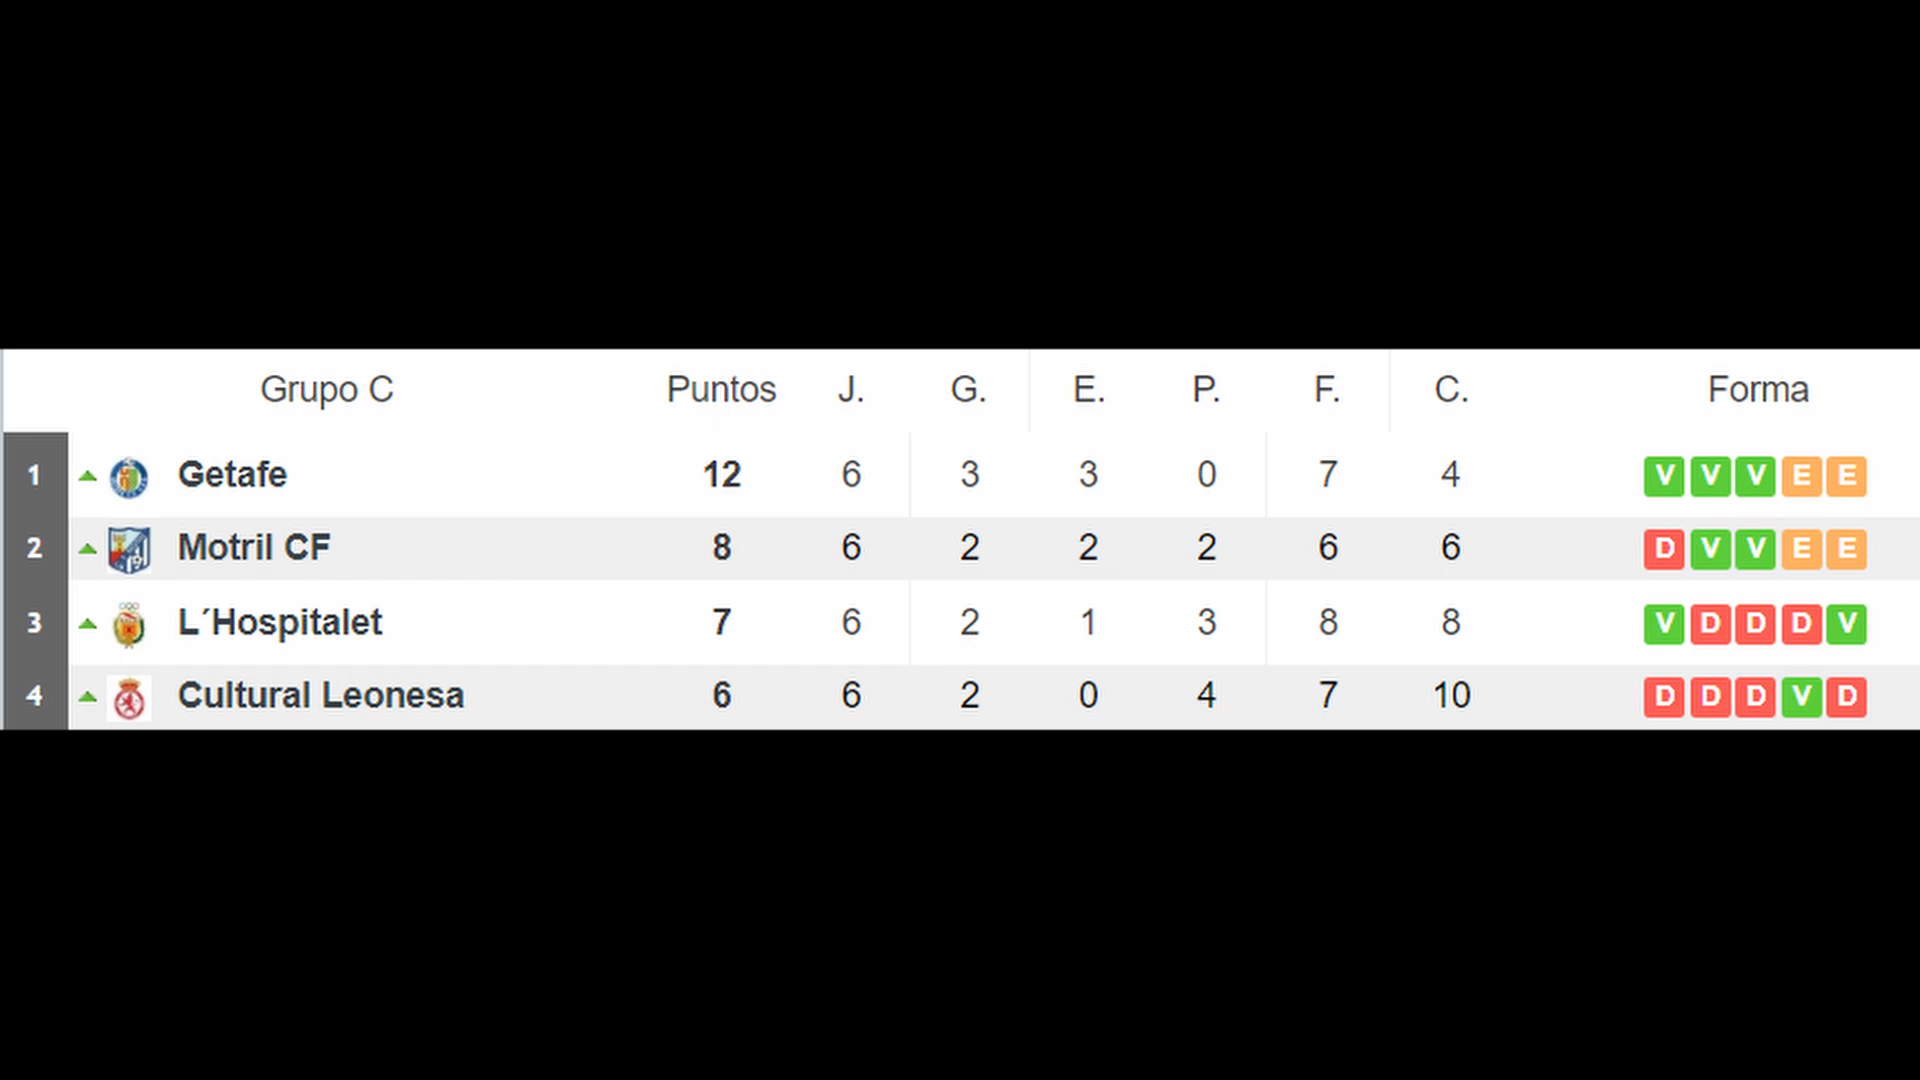 Grupo C Puntos J. G. E. P. F. C. Forma
1 Getafe 12 6 3 3 0 7 4 V V V E E
2 Motril CF 8 6 2 2 2 6 6 D V V E E
3 L´Hospitalet 7 6 2 1 3 8 8 V D D D V
4 Cultural Leonesa 6 6 2 0 4 7 10 D D D V D